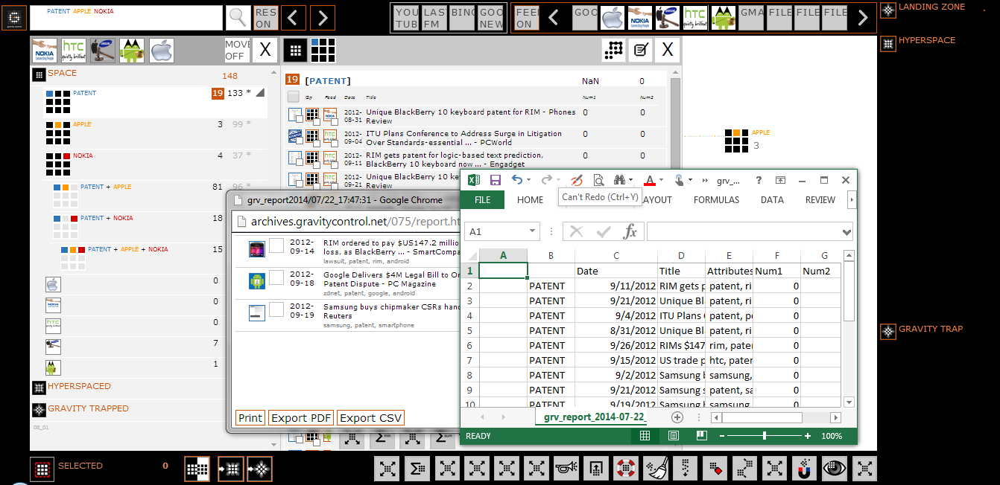 PATENT APPLE NOKIA
RES ON
YOU TUB
LAS FM
BING
GOO NEW
FEEL ON
GOO
NOKIA
hTC
GMA
FILE
FILE
FILE
LANDING ZONE
HYPERSPACE
GRAVITY TRAP
NOKIA
hTC
quietly brilliant
MOVE OFF
X
X
SPACE 148
PATENT 19 133 *
APPLE 3 99 *
NOKIA 4 37 *
PATENT + APPLE 81 96 *
PATENT + NOKIA 18
PATENT + APPLE + NOKIA 15
0
0
0
7
1
HYPERSPACED
GRAVITY TRAPPED
08_01
19 [PATENT] NaN 0
Gp Feed Date Title Num1 Num2
2012-08-31 Unique BlackBerry 10 keyboard patent for RIM - Phones Review 0 0
2012-09-04 ITU Plans Conference to Address Surge in Litigation Over Standards-essential ... - PCWorld 0 0
2012-09-11 RIM gets patent for logic-based text prediction, BlackBerry 10 keyboard now ... - Engadget 0 0
2012-09-21 Unique BlackBerry 10 ke
APPLE
3
grv_report2014/07/22_17:47:31 - Google Chrome
archives.gravitycontrol.net/075/report.ht
2012-09-14 RIM ordered to pay $US147.2 millio
loss, as BlackBerry ... - SmartCompa
lawsuit, patent, rim, android
2012-09-18 Google Delivers $4M Legal Bill to Or
Patent Dispute - PC Magazine
zdnet, patent, google, android
2012-09-19 Samsung buys chipmaker CSRs hand
Reuters
samsung, patent, smartphone
Print Export PDF Export CSV
grv_... ?
Can't Redo (Ctrl+Y)
FILE HOME AYOUT FORMULAS DATA REVIEW
A1 fx
A B C D E F G
1 Date Title Attributes Num1 Num2
2 PATENT 9/11/2012 RIM gets p patent, ri 0
3 PATENT 9/21/2012 Unique Bl patent, ri 0
4 PATENT 9/4/2012 ITU Plans patent, p 0
5 PATENT 8/31/2012 Unique Bl patent, ri 0
6 PATENT 9/26/2012 RIMs $147 rim, pate 0
7 PATENT 9/15/2012 US trade p htc, pater 0
8 PATENT 9/2/2012 Samsung samsung, 0
9 PATENT 9/21/2012 Samsung s patent, sa 0
10 PATENT 9/19/2012 Samsung samsung 0
grv_report_2014-07-22_
READY 100%
Σmin
Σsum
SELECTED 0